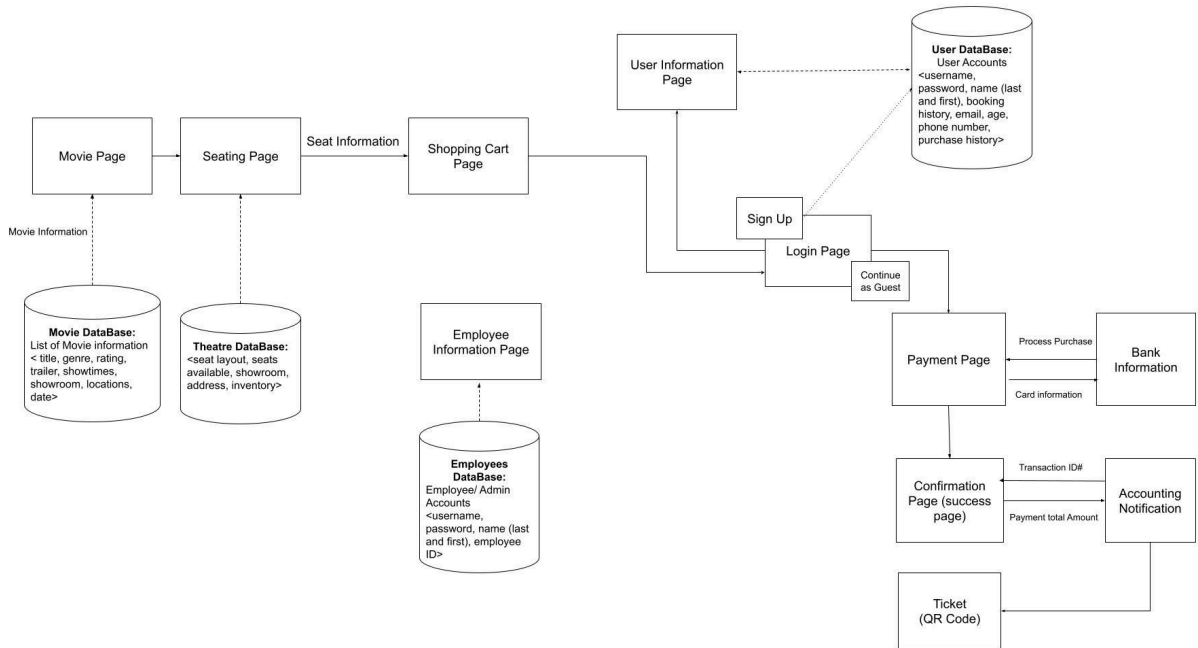 User DataBase:
User Accounts
<username,
password, name (last
and first), booking
history, email, age,
phone number,
purchase history>
User Information
Page
Movie Page
Seating Page
Seat Information
Shopping Cart
Page
Sign Up
Login Page
Continue
as Guest
Movie Information
Movie DataBase:
List of Movie information
< title, genre, rating,
trailer, showtimes,
showroom, locations,
date>
Theatre DataBase:
<seat layout, seats
available, showroom,
address, inventory>
Employee
Information Page
Employees
DataBase:
Employee/ Admin
Accounts
<username,
password, name (last
and first), employee
ID>
Payment Page
Process Purchase
Card information
Bank
Information
Confirmation
Page (success
page)
Transaction ID#
Payment total Amount
Accounting
Notification
Ticket
(QR Code)